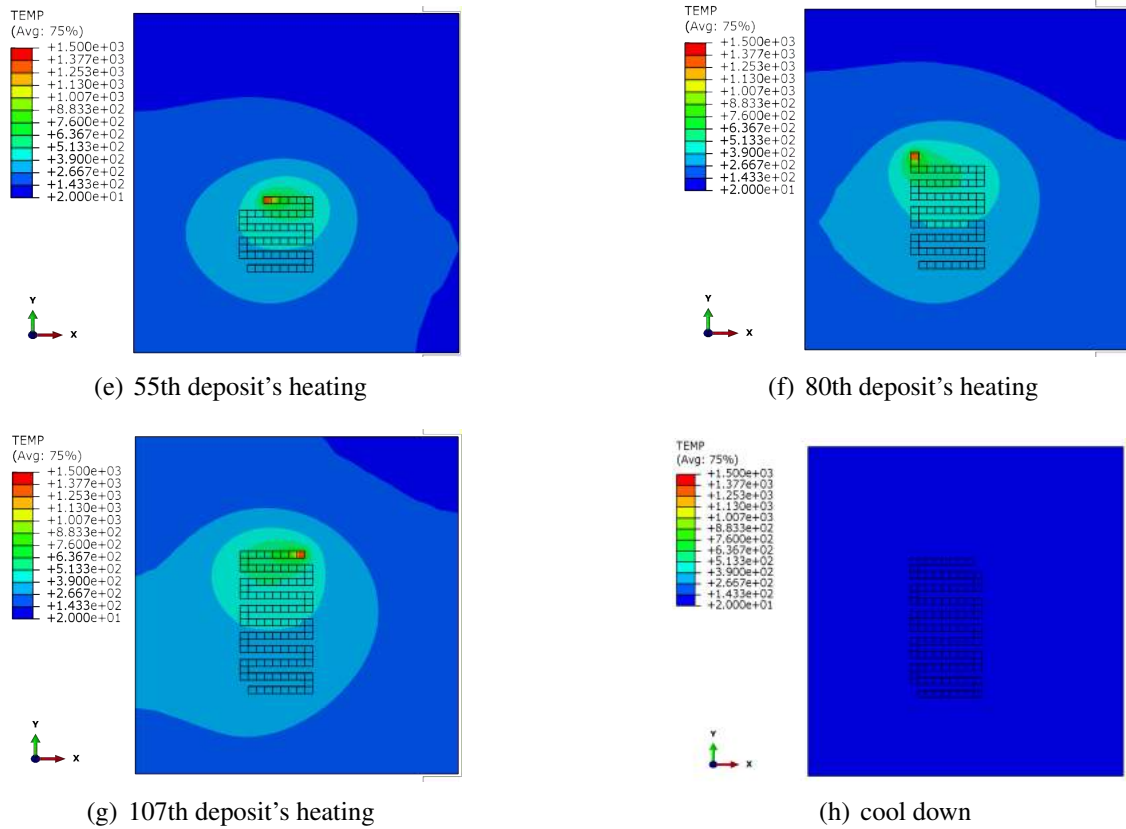 TEMP
(Avg: 75%)
+1.500e+03
+1.377e+03
+1.253e+03
+1.130e+03
+1.007e+03
+8.833e+02
+7.600e+02
+6.367e+02
+5.133e+02
+3.900e+02
+2.667e+02
+1.433e+02
+2.000e+01
Y
X
(e) 55th deposit's heating
TEMP
(Avg: 75%)
+1.500e+03
+1.377e+03
+1.253e+03
+1.130e+03
+1.007e+03
+8.833e+02
+7.600e+02
+6.367e+02
+5.133e+02
+3.900e+02
+2.667e+02
+1.433e+02
+2.000e+01
Y
X
(f) 80th deposit's heating
TEMP
(Avg: 75%)
+1.500e+03
+1.377e+03
+1.253e+03
+1.130e+03
+1.007e+03
+8.833e+02
+7.600e+02
+6.367e+02
+5.133e+02
+3.900e+02
+2.667e+02
+1.433e+02
+2.000e+01
Y
X
(g) 107th deposit's heating
TEMP
(Avg: 75%)
+1.500e+03
+1.377e+03
+1.253e+03
+1.130e+03
+1.007e+03
+8.833e+02
+7.600e+02
+6.367e+02
+5.133e+02
+3.900e+02
+2.667e+02
+1.433e+02
+2.000e+01
Y
X
(h) cool down